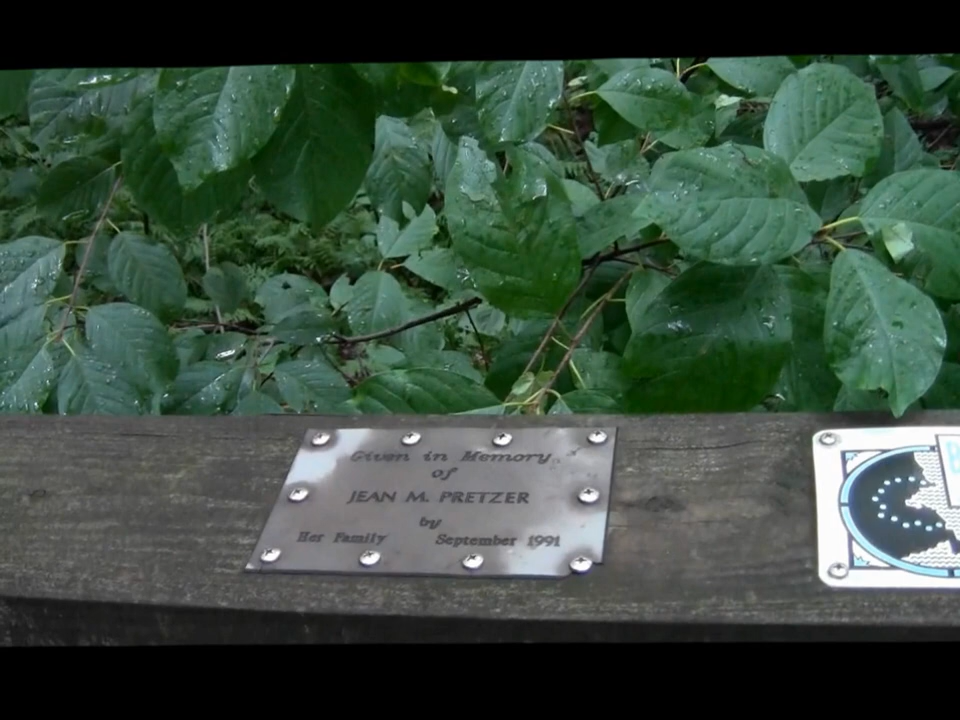 Given in Memory
of
JEAN M. PRETZER
by
Her Family September 1991
B